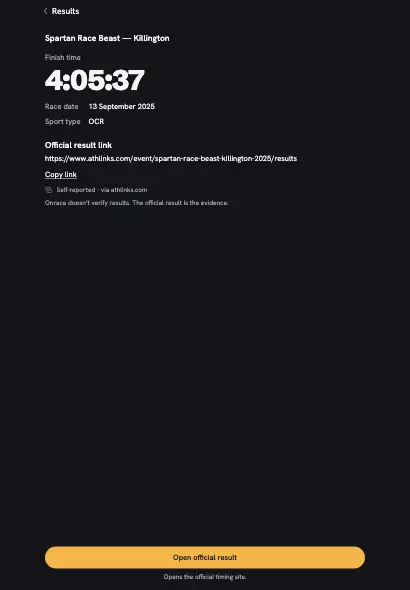 Results
Spartan Race Beast — Killington
Finish time
4:05:37
Race date 13 September 2025
Sport type OCR
Official result link
https://www.athlinks.com/event/spartan-race-beast-killington-2025/results
Copy link
Self-reported · via athlinks.com
Onrace doesn't verify results. The official result is the evidence.
Open official result
Opens the official timing site.